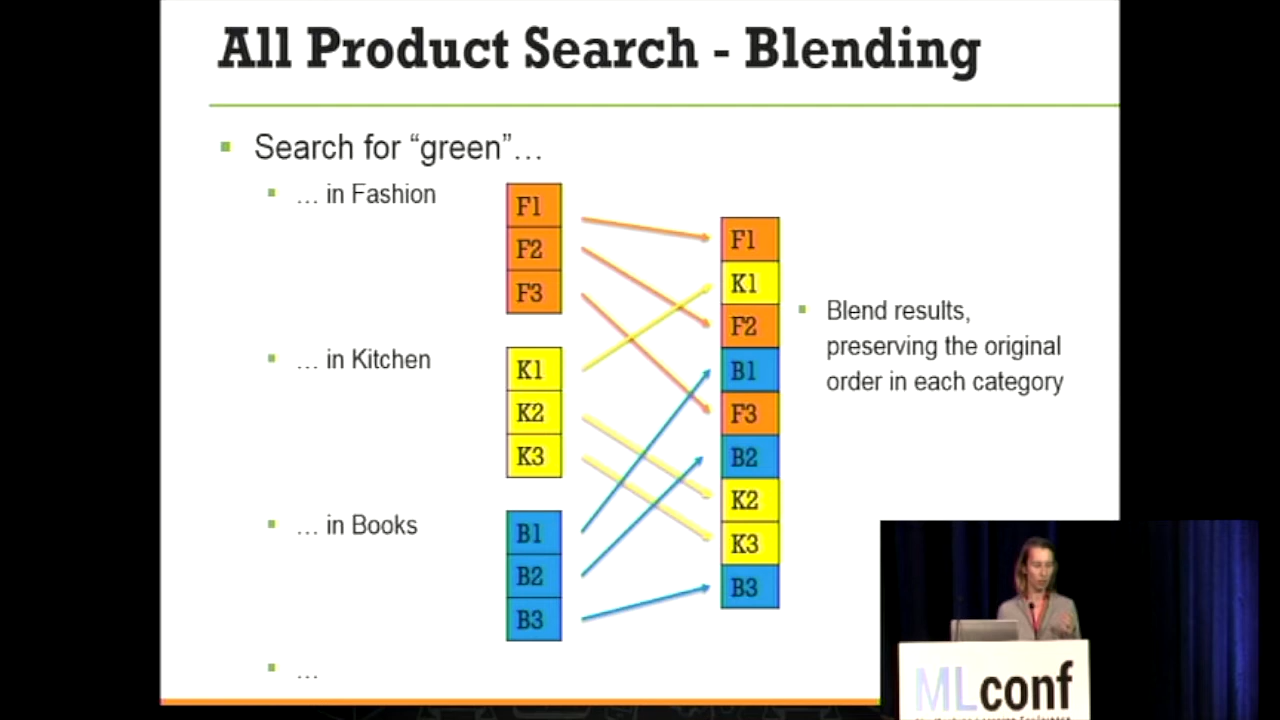 All Product Search - Blending
Search for “green”…
… in Fashion
F1
F2
F3
… in Kitchen
K1
K2
K3
… in Books
B1
B2
B3
…
F1
K1
F2
B1
F3
B2
K2
K3
B3
Blend results,
preserving the original
order in each category
MLconf